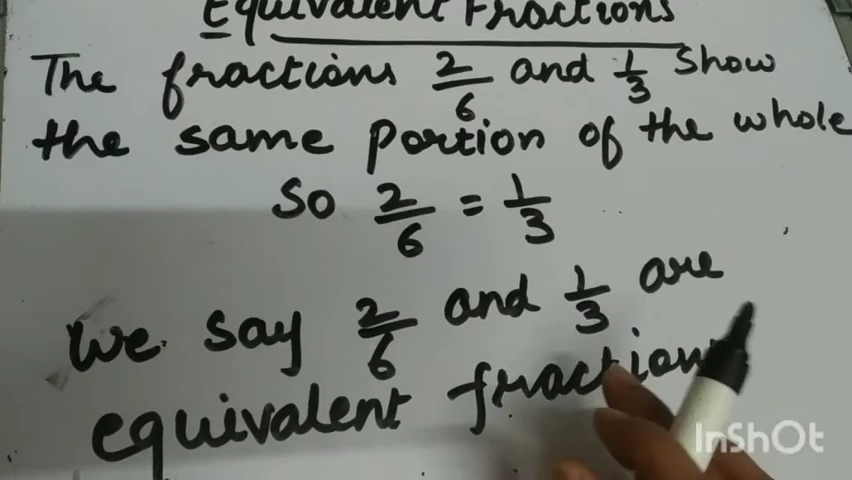 Equivalent Fractions
The fractions 2/6 and 1/3 show
the same portion of the whole
So 2/6 = 1/3
We say 2/6 and 1/3 are
equivalent fraction
InShOt